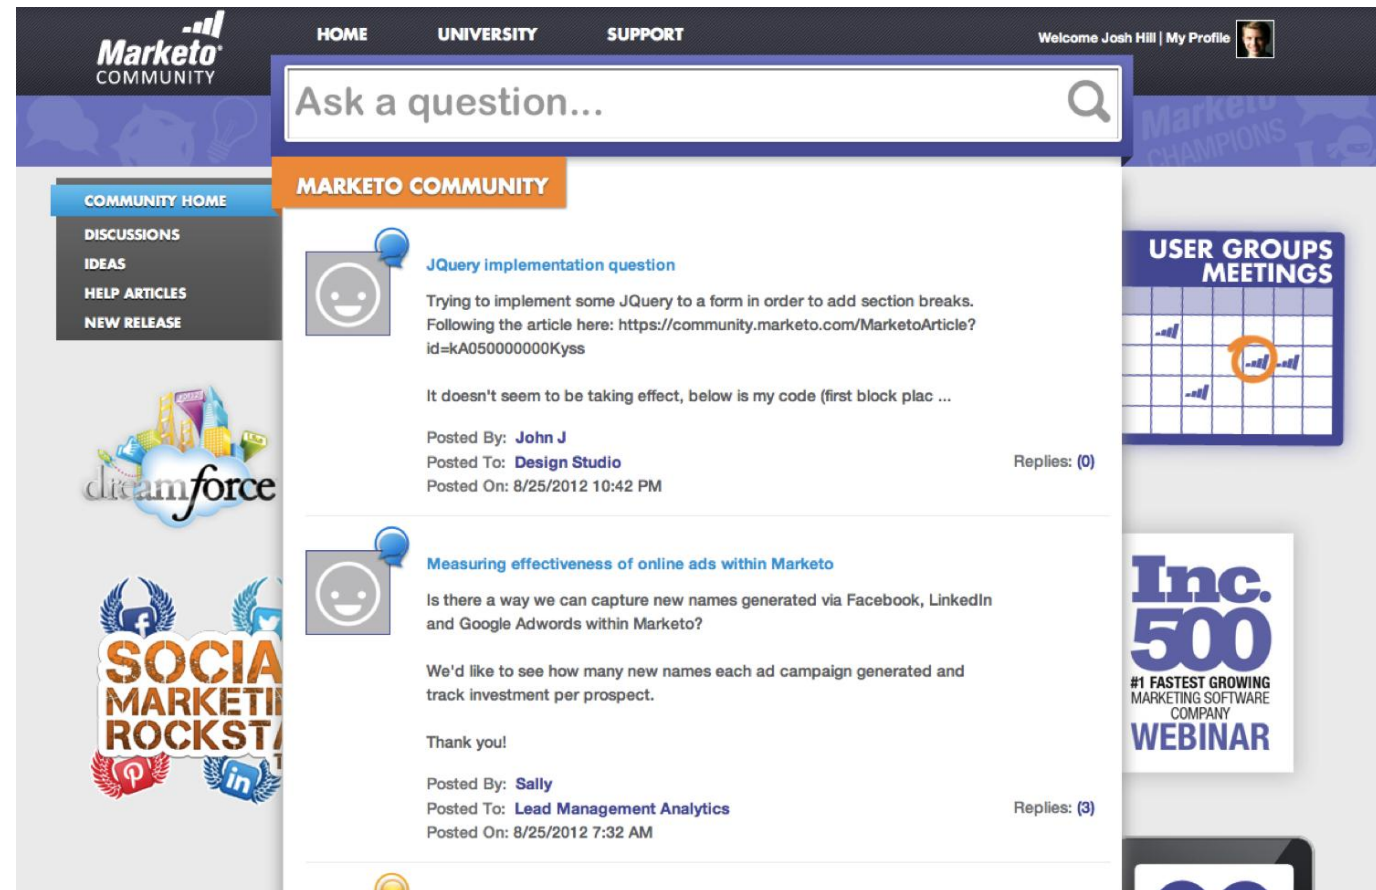 Marketo
COMMUNITY
HOME
UNIVERSITY
SUPPORT
Welcome Josh Hill | My Profile
Ask a question...
Marketo
CHAMPIONS
MARKETO COMMUNITY
COMMUNITY HOME
DISCUSSIONS
IDEAS
HELP ARTICLES
NEW RELEASE
dreamforce
SOCIA
MARKETI
ROCKST
JQuery implementation question
Trying to implement some JQuery to a form in order to add section breaks.
Following the article here: https://community.marketo.com/MarketoArticle?
id=kA050000000Kyss
It doesn't seem to be taking effect, below is my code (first block plac ...
Posted By: John J
Posted To: Design Studio
Posted On: 8/25/2012 10:42 PM
Replies: (0)
Measuring effectiveness of online ads within Marketo
Is there a way we can capture new names generated via Facebook, LinkedIn
and Google Adwords within Marketo?
We'd like to see how many new names each ad campaign generated and
track investment per prospect.
Thank you!
Posted By: Sally
Posted To: Lead Management Analytics
Posted On: 8/25/2012 7:32 AM
Replies: (3)
USER GROUPS
MEETINGS
Inc.
500
#1 FASTEST GROWING
MARKETING SOFTWARE
COMPANY
WEBINAR